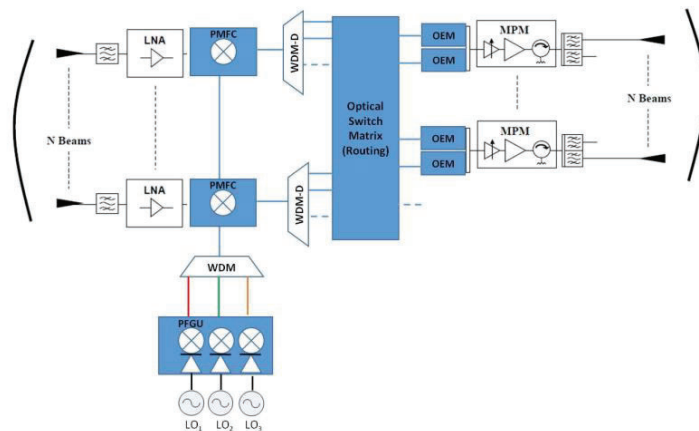 LNA
PMFC
WDM-D
OEM
MPM
OEM
N Beams
Optical
Switch
Matrix
(Routing)
N Beams
OEM
MPM
OEM
LNA
PMFC
WDM-D
WDM
PFGU
LO₁ LO₂ LO₃